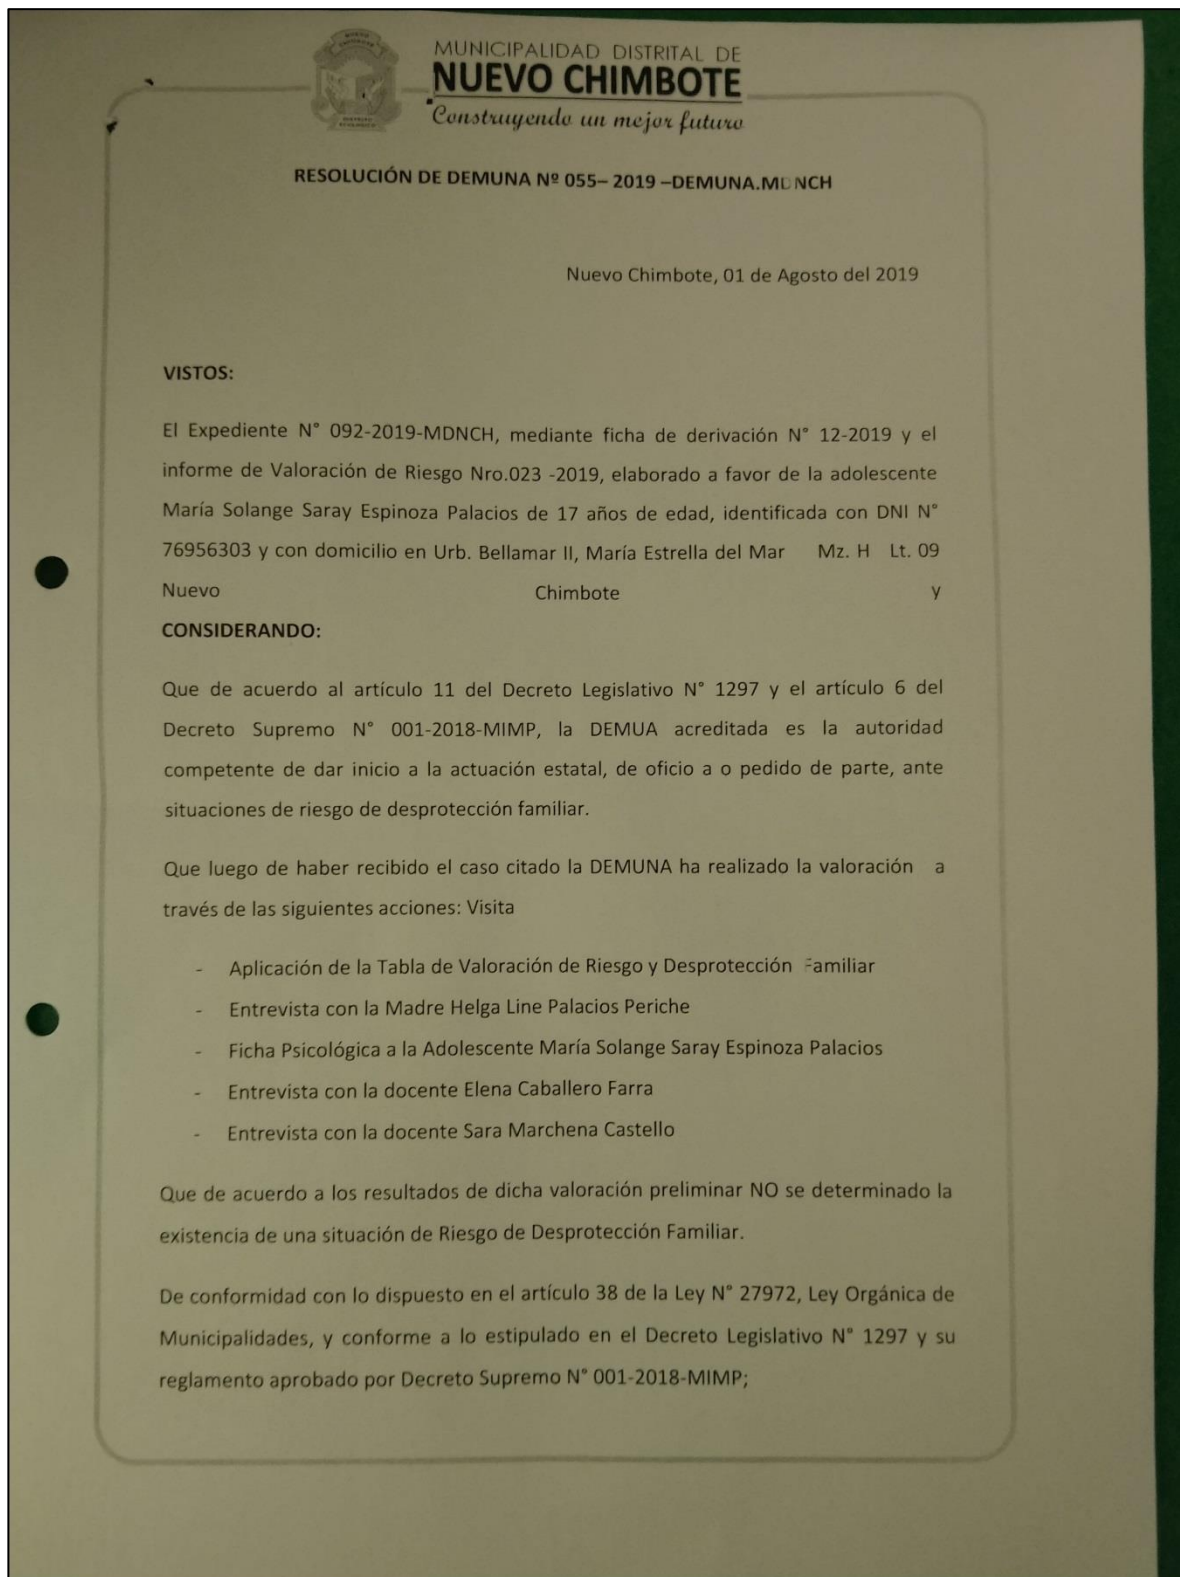 MUNICIPALIDAD DISTRITAL DE
NUEVO CHIMBOTE
Construyendo un mejor futuro
RESOLUCIÓN DE DEMUNA Nº 055– 2019 –DEMUNA.MDNCH
Nuevo Chimbote, 01 de Agosto del 2019
VISTOS:
El Expediente N° 092-2019-MDNCH, mediante ficha de derivación N° 12-2019 y el
informe de Valoración de Riesgo Nro.023 -2019, elaborado a favor de la adolescente
María Solange Saray Espinoza Palacios de 17 años de edad, identificada con DNI N°
76956303 y con domicilio en Urb. Bellamar II, María Estrella del Mar Mz. H Lt. 09
Nuevo Chimbote y
CONSIDERANDO:
Que de acuerdo al artículo 11 del Decreto Legislativo N° 1297 y el artículo 6 del
Decreto Supremo N° 001-2018-MIMP, la DEMUA acreditada es la autoridad
competente de dar inicio a la actuación estatal, de oficio a o pedido de parte, ante
situaciones de riesgo de desprotección familiar.
Que luego de haber recibido el caso citado la DEMUNA ha realizado la valoración a
través de las siguientes acciones: Visita
- Aplicación de la Tabla de Valoración de Riesgo y Desprotección Familiar
- Entrevista con la Madre Helga Line Palacios Periche
- Ficha Psicológica a la Adolescente María Solange Saray Espinoza Palacios
- Entrevista con la docente Elena Caballero Farra
- Entrevista con la docente Sara Marchena Castello
Que de acuerdo a los resultados de dicha valoración preliminar NO se determinado la
existencia de una situación de Riesgo de Desprotección Familiar.
De conformidad con lo dispuesto en el artículo 38 de la Ley N° 27972, Ley Orgánica de
Municipalidades, y conforme a lo estipulado en el Decreto Legislativo N° 1297 y su
reglamento aprobado por Decreto Supremo N° 001-2018-MIMP;